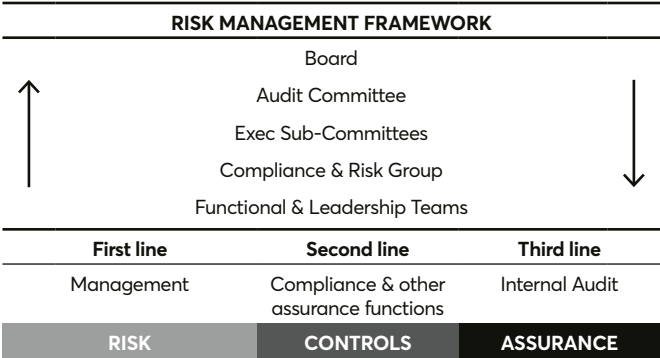 RISK MANAGEMENT FRAMEWORK
Board
Audit Committee
Exec Sub-Committees
Compliance & Risk Group
Functional & Leadership Teams
First line Second line Third line
Management Compliance & other Internal Audit
assurance functions
RISK CONTROLS ASSURANCE